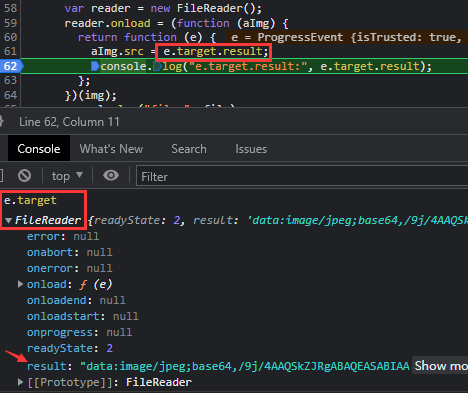 58 var reader = new FileReader();
59 reader.onload = (function (aImg) {
60 return function (e) { e = ProgressEvent {isTrusted: true,
61 aImg.src = e.target.result;
62 console.log("e.target.result:", e.target.result);
63 };
64 })(img);
Line 62, Column 11
Console What's New Search Issues
top Filter
e.target
FileReader {readyState: 2, result: 'data:image/jpeg;base64,/9j/4AAQSk
error: null
onabort: null
onerror: null
onload: ƒ (e)
onloadend: null
onloadstart: null
onprogress: null
readyState: 2
result: "data:image/jpeg;base64,/9j/4AAQSkZJRgABAQEASABIAA Show mo
[[Prototype]]: FileReader